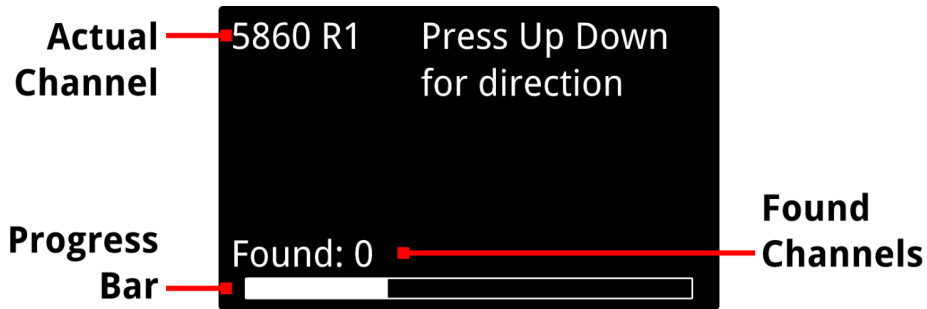 Actual
Channel
5860 R1
Press Up Down
for direction
Progress
Bar
Found: 0
Found
Channels